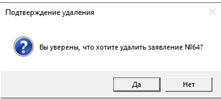 Подтверждение удаления
Вы уверены, что хотите удалить заявление №64?
Да
Нет